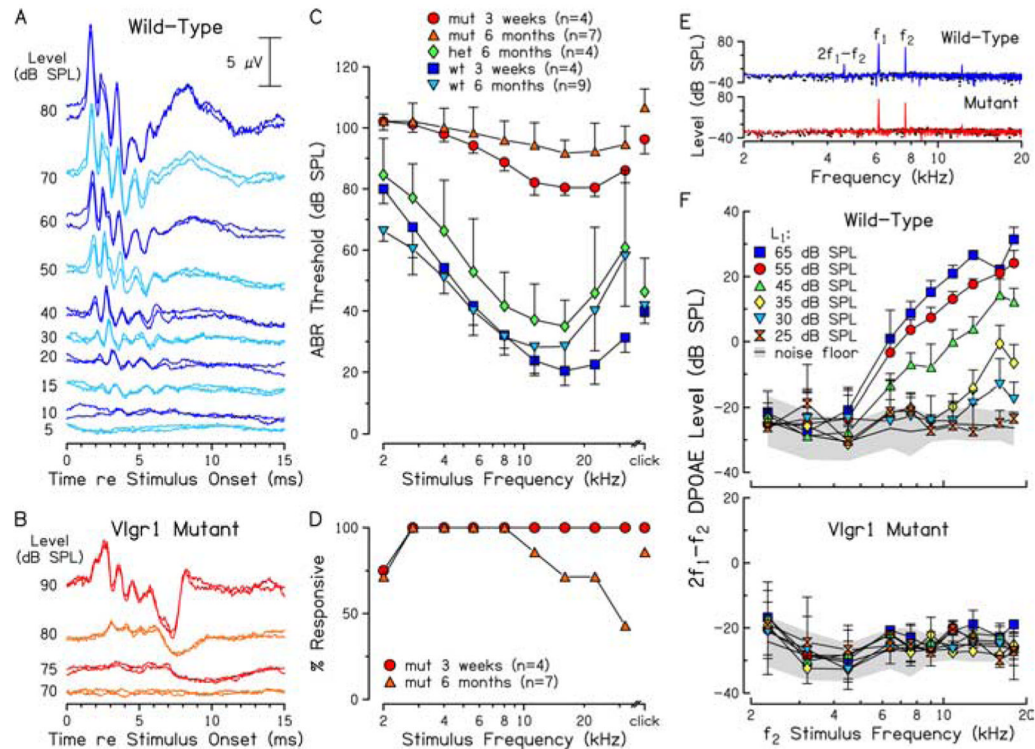 A
Wild-Type
Level
(dB SPL)
5 µV
80
70
60
50
40
30
20
15
10
5
0 5 10 15
Time re Stimulus Onset (ms)
B
Vlgr1 Mutant
Level
(dB SPL)
90
80
75
70
0 5 10 15
Time re Stimulus Onset (ms)
C
mut 3 weeks (n=4)
mut 6 months (n=7)
het 6 months (n=4)
wt 3 weeks (n=4)
wt 6 months (n=9)
ABR Threshold (dB SPL)
120
100
80
60
40
20
0
2 4 6 8 10 20 click
Stimulus Frequency (kHz)
D
% Responsive
100
75
50
25
0
mut 3 weeks (n=4)
mut 6 months (n=7)
2 4 6 8 10 20 click
Stimulus Frequency (kHz)
E
Level (dB SPL)
80
-40
80
-40
2f₁-f₂
f₁
f₂
Wild-Type
Mutant
2 4 6 8 10 20
Frequency (kHz)
F
Wild-Type
L₁:
65 dB SPL
55 dB SPL
45 dB SPL
35 dB SPL
30 dB SPL
25 dB SPL
noise floor
2f₁-f₂ DPOAE Level (dB SPL)
40
20
0
-20
-40
Vlgr1 Mutant
20
0
-20
-40
2 4 6 8 10 20
f₂ Stimulus Frequency (kHz)